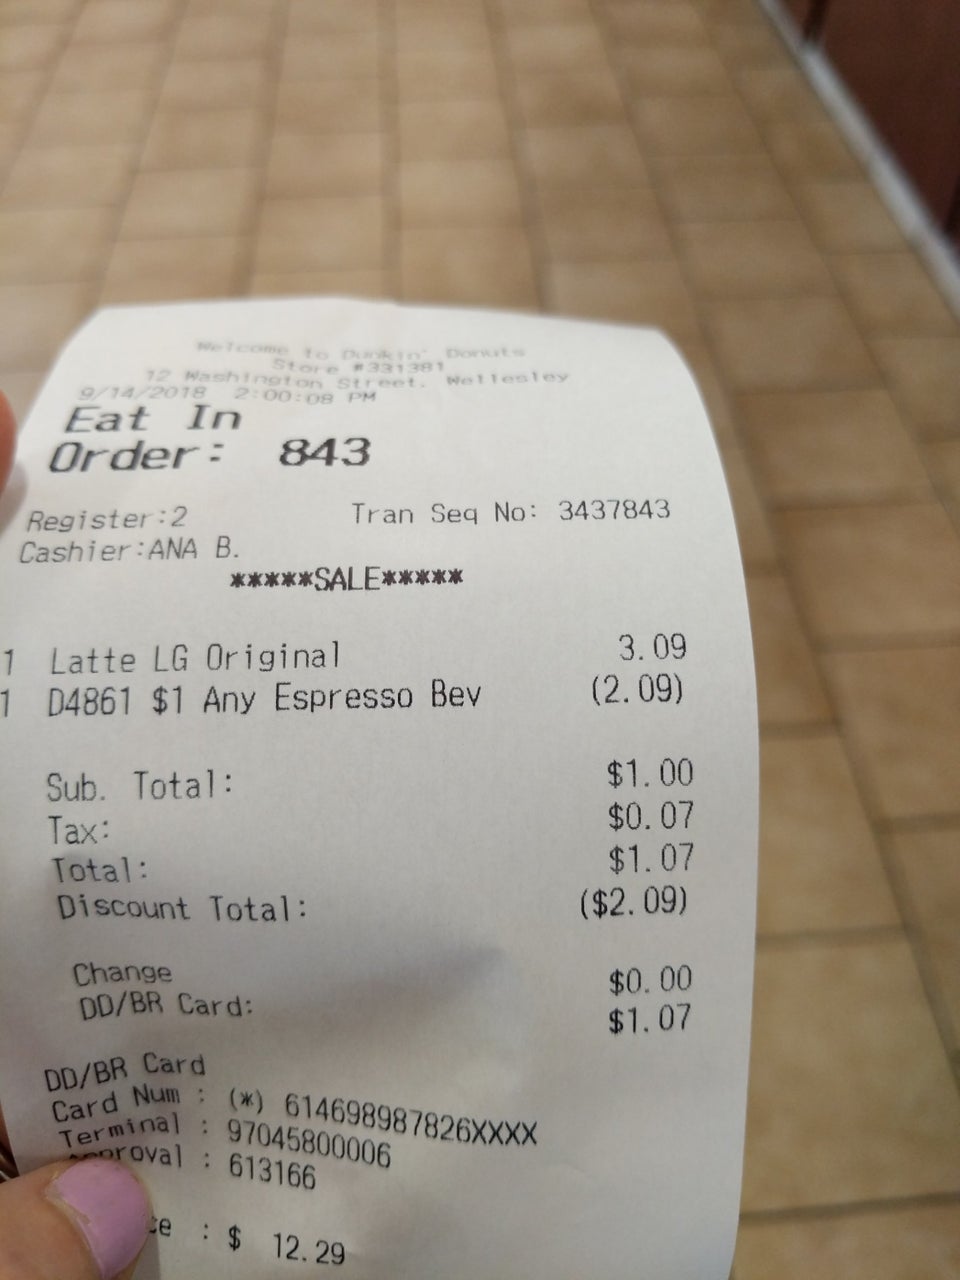 Welcome to Dunkin' Donuts
Store #331381
12 Washington Street. Wellesley
9/14/2018 2:00:08 PM
Eat In
Order: 843
Register:2 Tran Seq No: 3437843
Cashier:ANA B.
*****SALE*****
1 Latte LG Original 3.09
1 D4861 $1 Any Espresso Bev (2.09)
Sub. Total: $1.00
Tax: $0.07
Total: $1.07
Discount Total: ($2.09)
Change $0.00
DD/BR Card: $1.07
DD/BR Card
Card Num : (*) 614698987826XXXX
Terminal : 97045800006
Approval : 613166
: $ 12.29